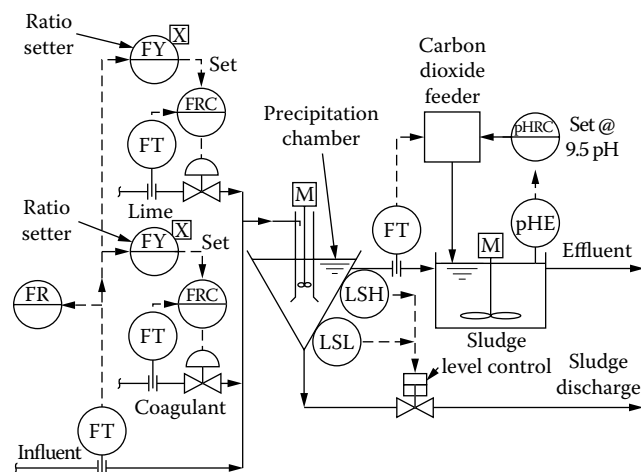 Ratio
setter
FY
X
Set
FRC
FT
Lime
Ratio
setter
FY
X
Set
FR
FRC
FT
Coagulant
FT
Influent
Precipitation
chamber
M
Carbon
dioxide
feeder
pHRC
Set @
9.5 pH
FT
pHE
M
Effluent
LSH
LSL
Sludge
level control
Sludge
discharge